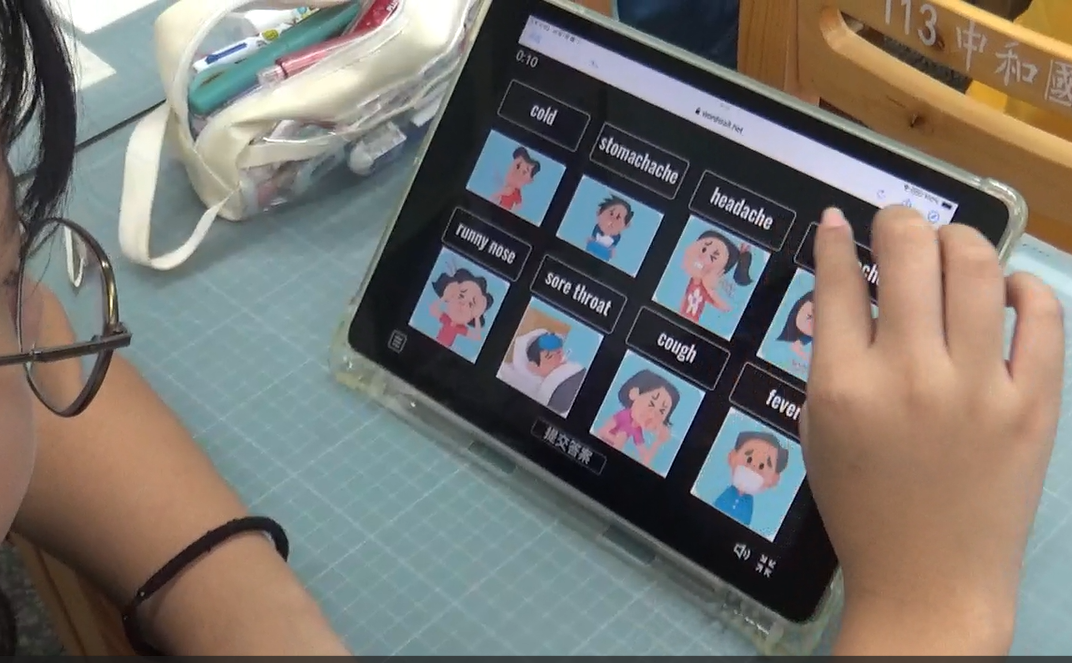 0:10
wordwall.net
cold
stomachache
headache
runny nose
sore throat
cough
fever
提交答案
113 中和國